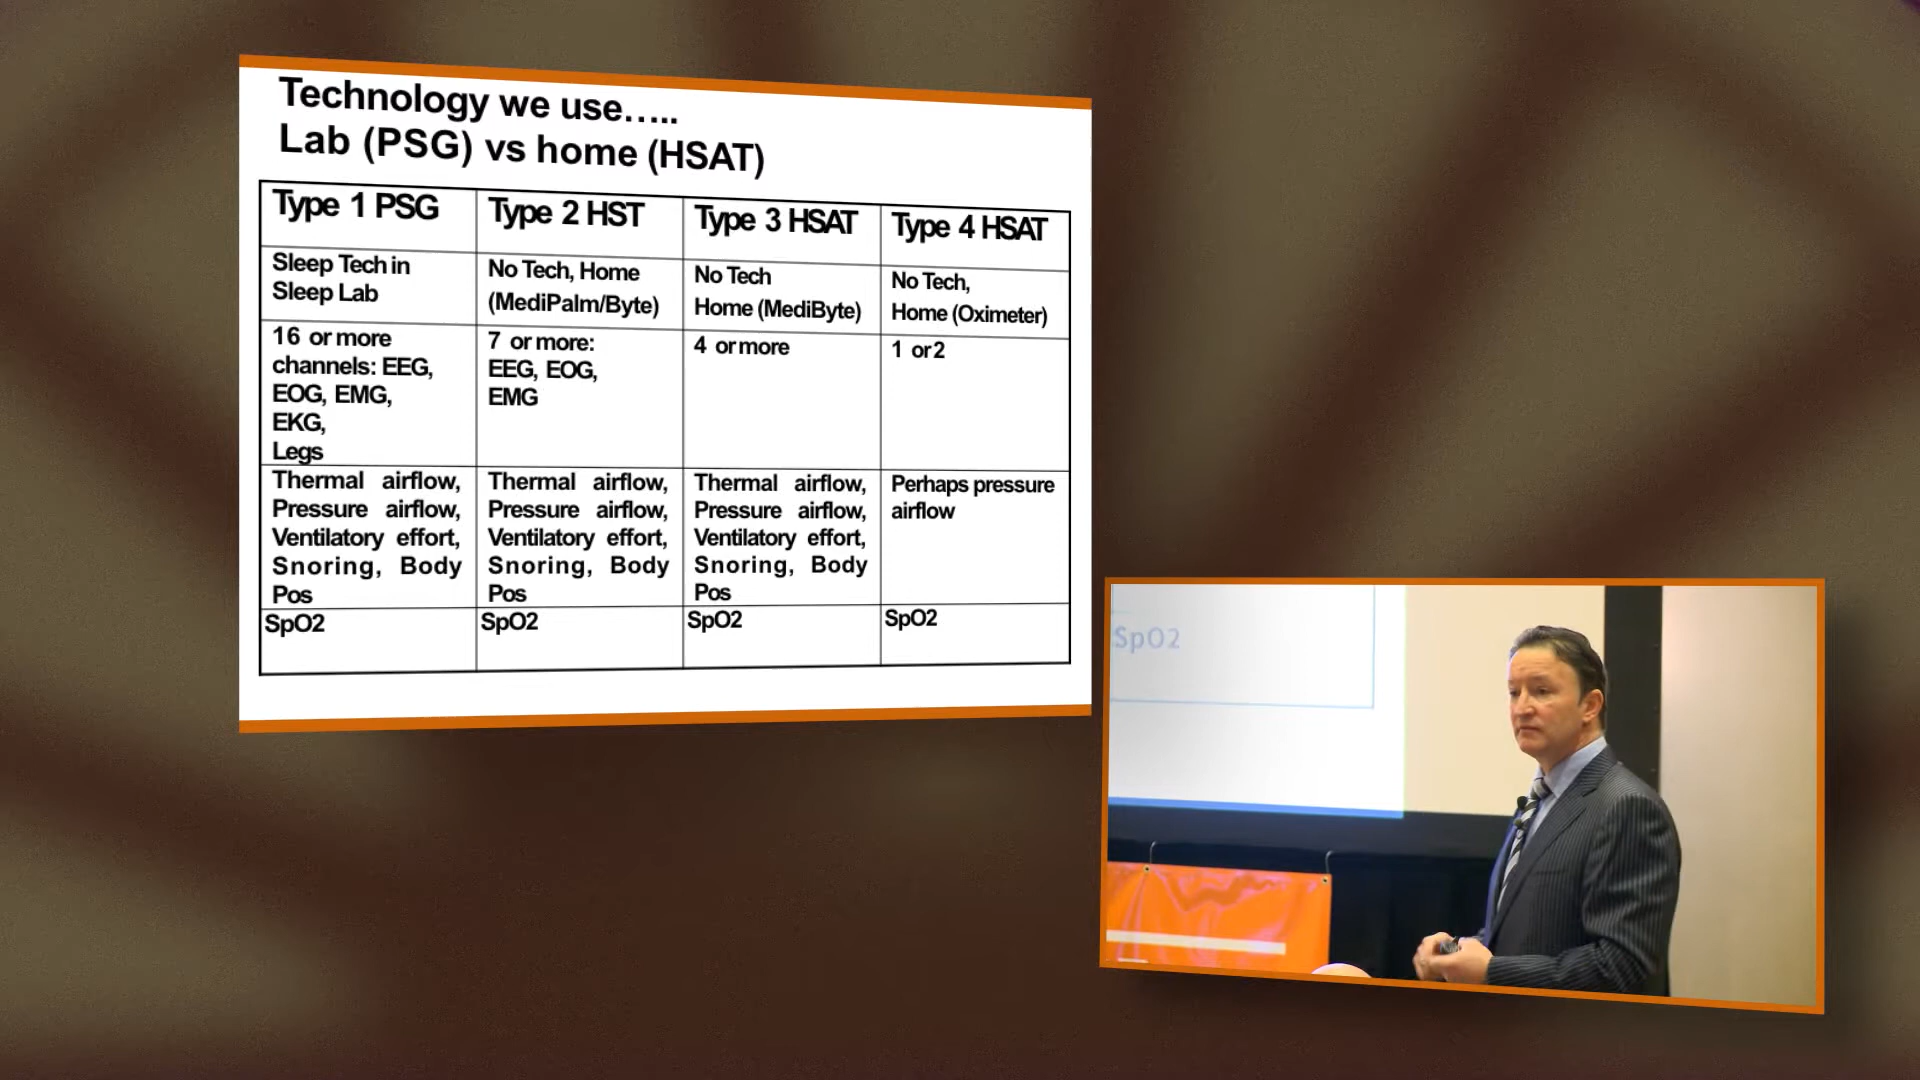 Technology we use.....
Lab (PSG) vs home (HSAT)
Type 1 PSG
Type 2 HST
Type 3 HSAT
Type 4 HSAT
Sleep Tech in
Sleep Lab
No Tech, Home
(MediPalm/Byte)
No Tech
Home (MediByte)
No Tech,
Home (Oximeter)
16 or more
channels: EEG,
EOG, EMG,
EKG,
Legs
7 or more:
EEG, EOG,
EMG
4 or more
1 or 2
Thermal airflow,
Pressure airflow,
Ventilatory effort,
Snoring, Body
Pos
Thermal airflow,
Pressure airflow,
Ventilatory effort,
Snoring, Body
Pos
Thermal airflow,
Pressure airflow,
Ventilatory effort,
Snoring, Body
Pos
Perhaps pressure
airflow
SpO2
SpO2
SpO2
SpO2
SpO2